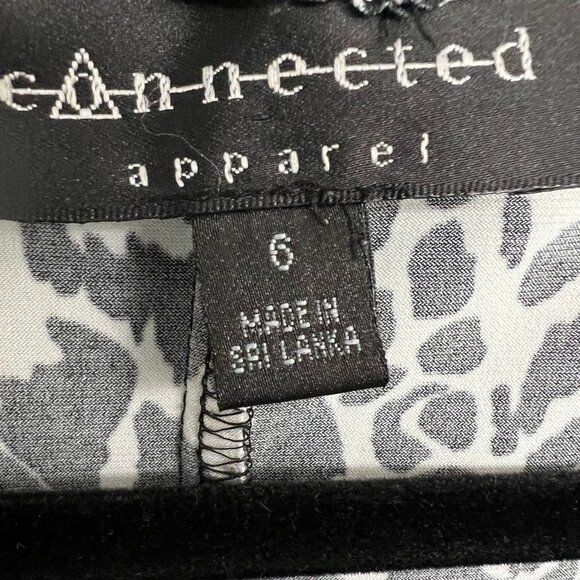 connected
apparel
6
MADE IN
SRI LANKA